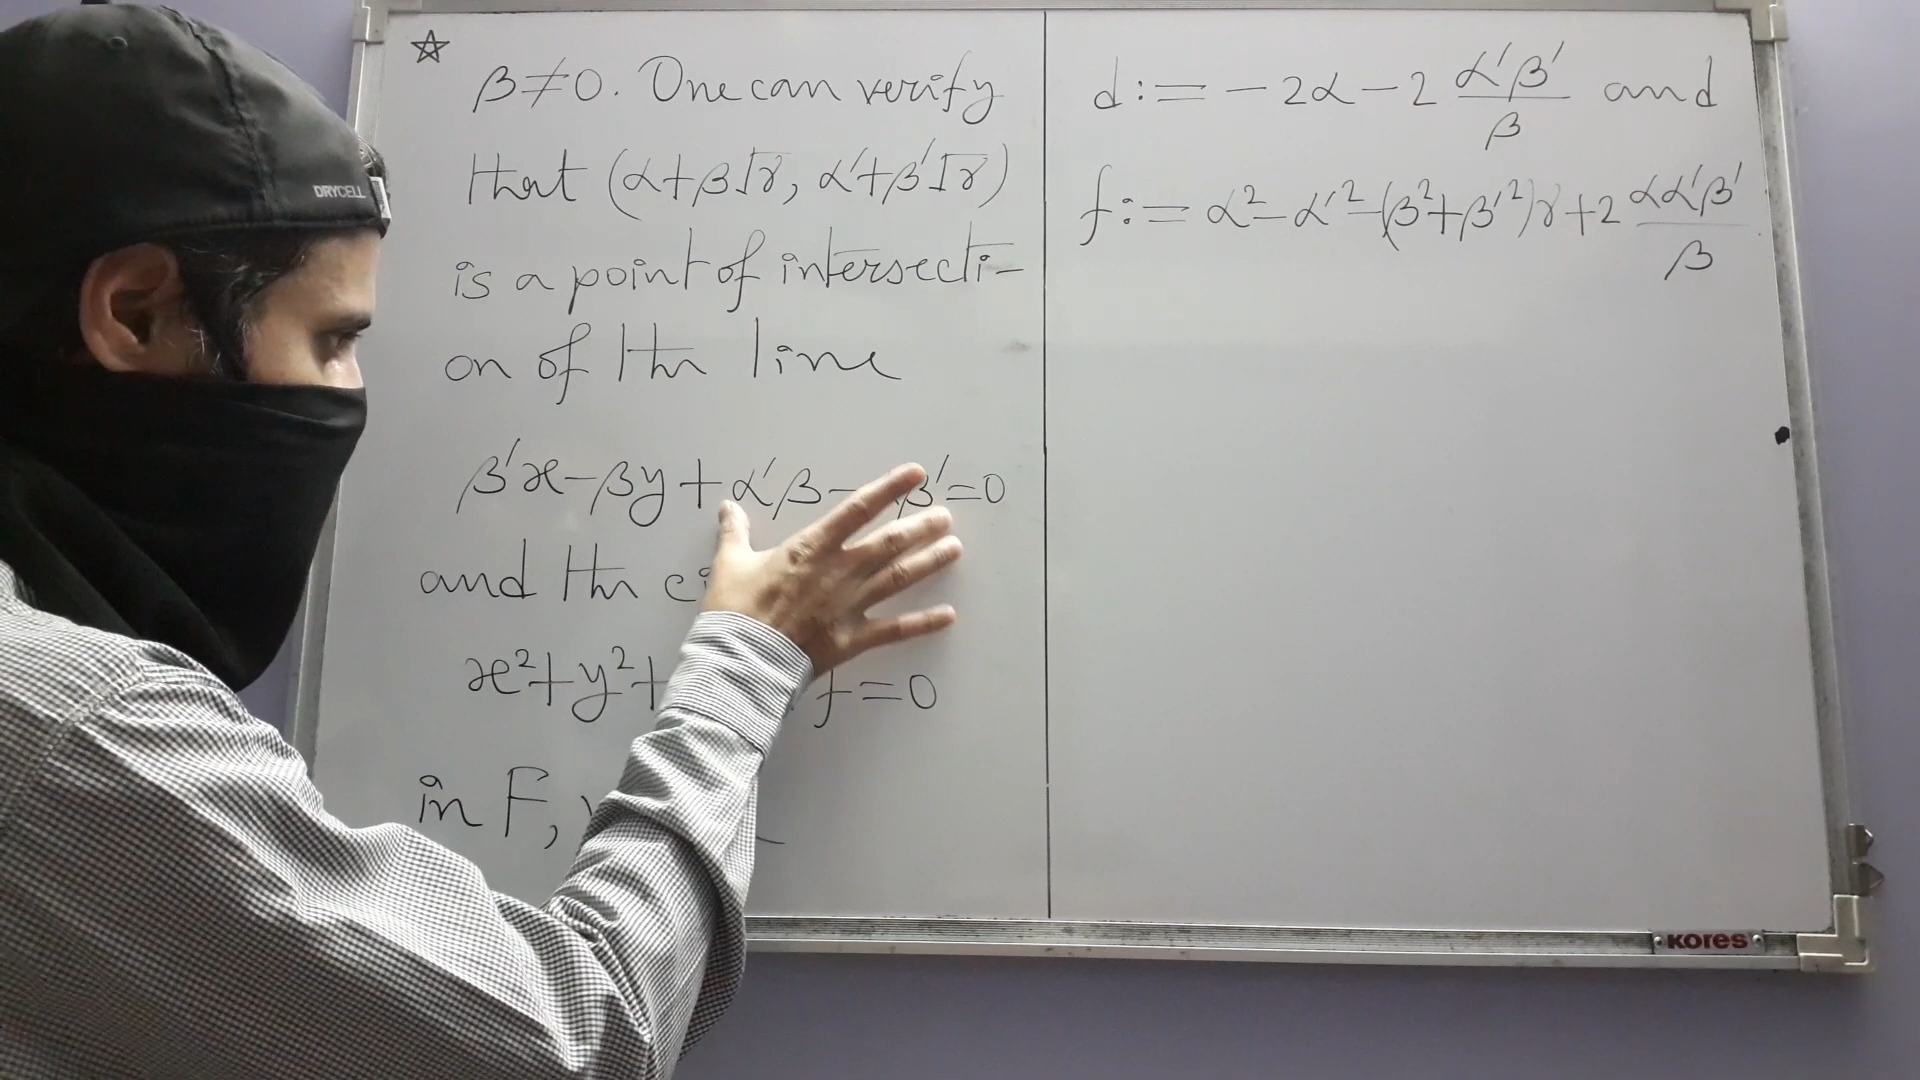 ☆
β≠0. One can verify
that (α+β√γ, α'+β'√γ)
is a point of intersecti-
on of the line
β'x-βy+α'β- β'=0
and the
x²+y²+ f=0
in F,
d:= -2α-2 α'β'/β and
f:= α²-α'²-(β²+β'²)γ+2 αα'β'/β
DRYCELL
KORES